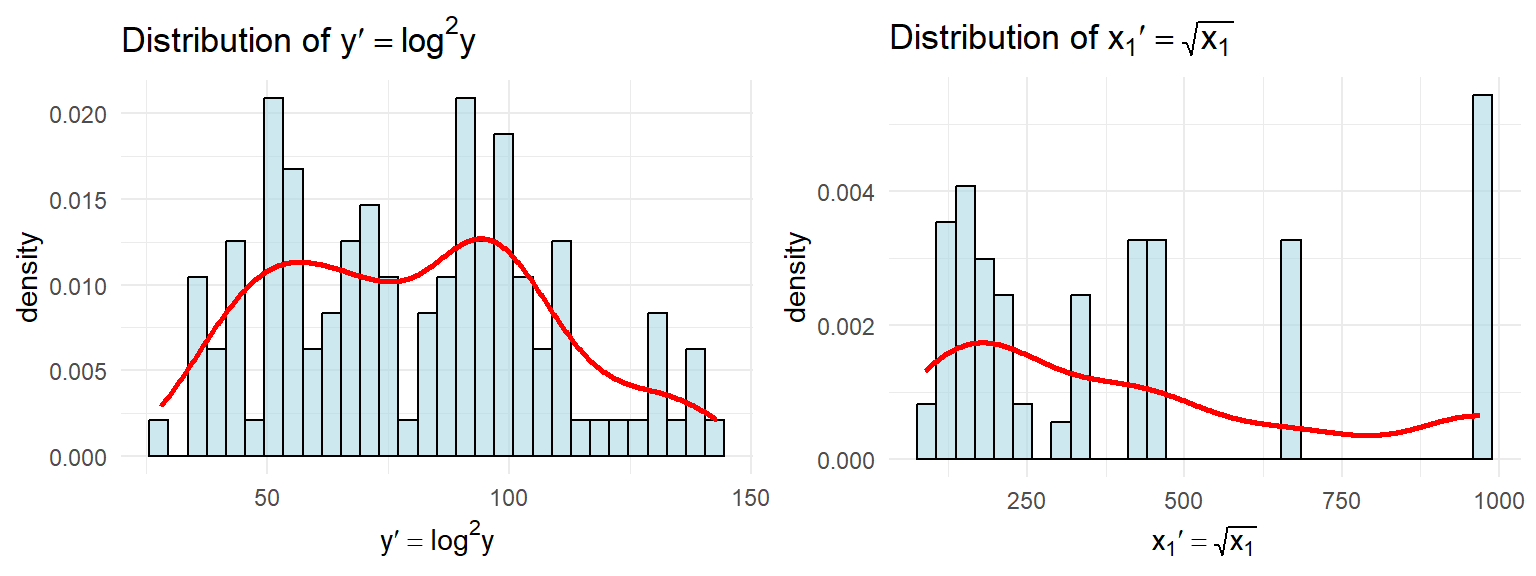 Distribution of y′ = log²y
density
0.020
0.015
0.010
0.005
0.000
50 100 150
y′ = log²y
Distribution of x₁′ = √x₁
density
0.004
0.002
0.000
250 500 750 1000
x₁′ = √x₁